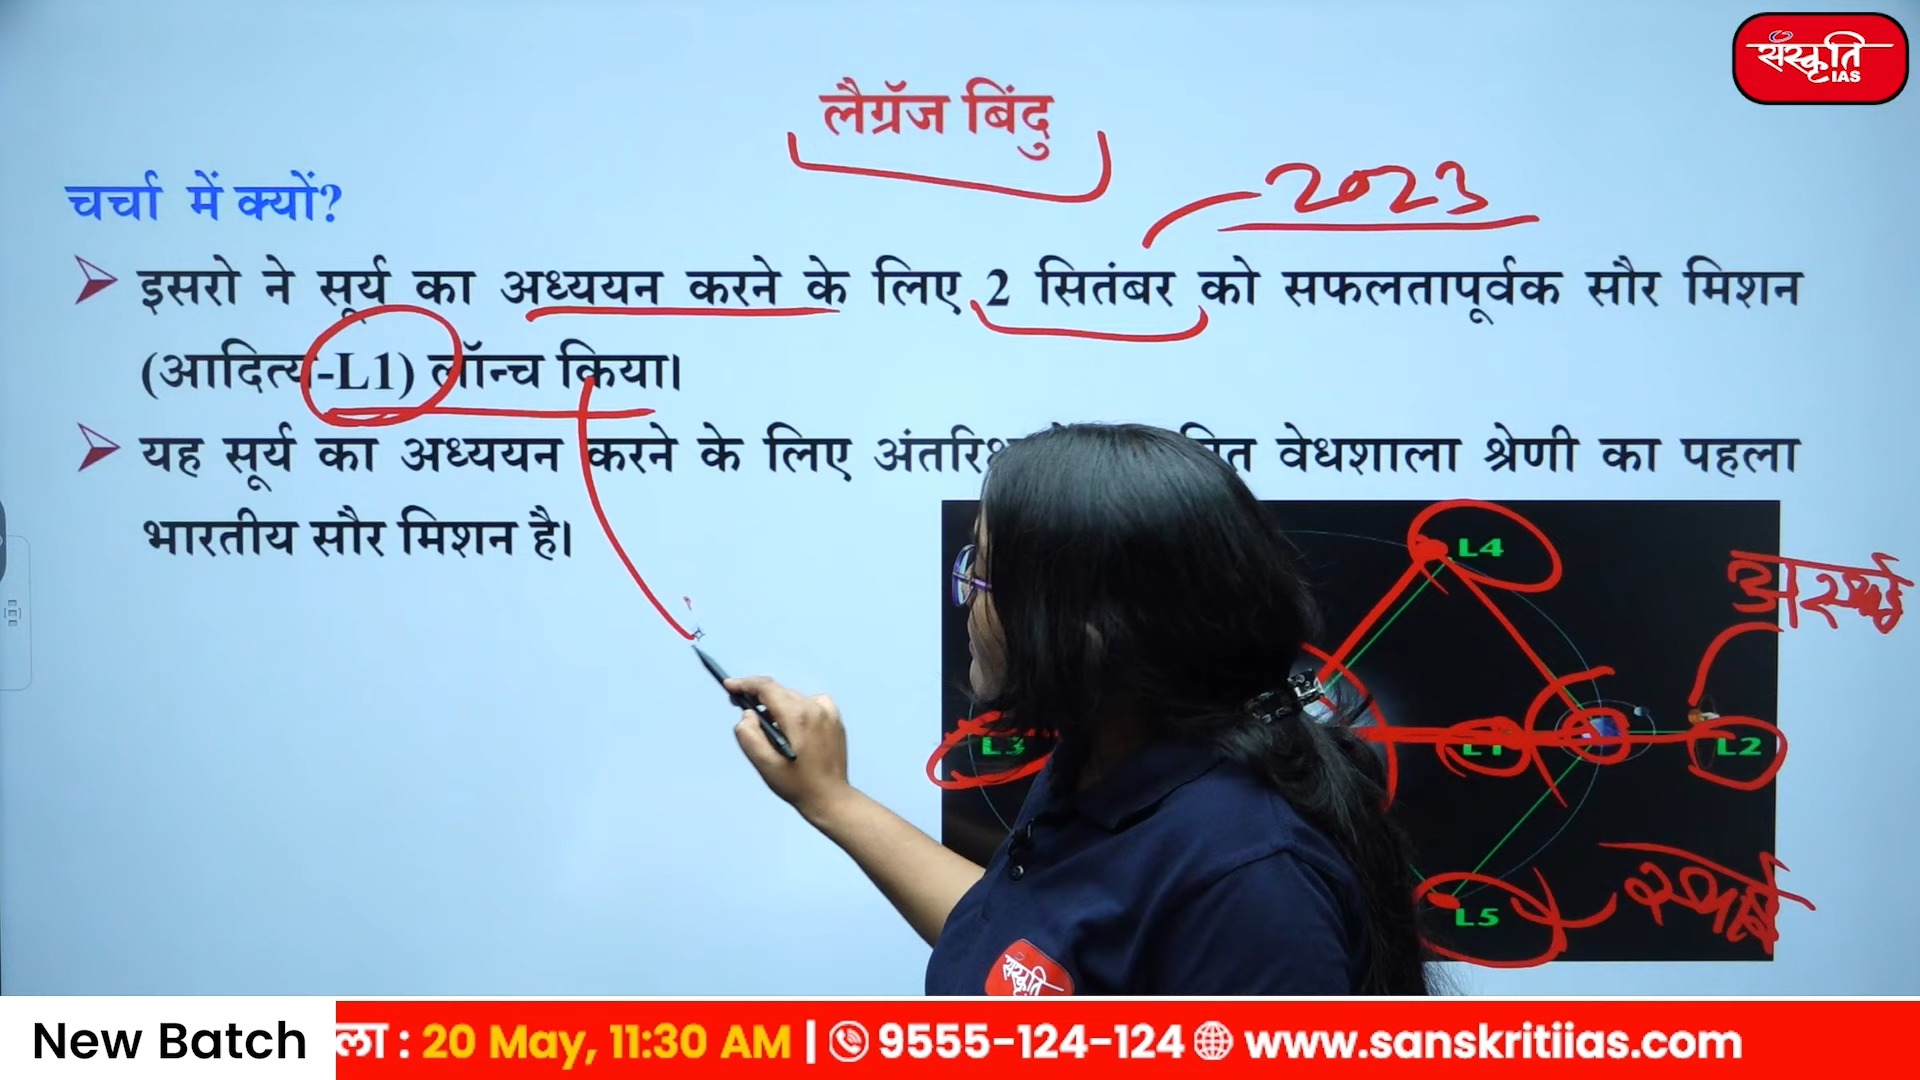 संस्कृति
IAS
लैग्रॅज बिंदु
2023
चर्चा में क्यों?
इसरो ने सूर्य का अध्ययन करने के लिए 2 सितंबर को सफलतापूर्वक सौर मिशन
(आदित्य-L1) लॉन्च किया।
यह सूर्य का अध्ययन करने के लिए वेधशाला श्रेणी का पहला
भारतीय सौर मिशन है।
L4
L3
L1
L2
L5
संस्कृति
New Batch
ला : 20 May, 11:30 AM | 9555-124-124 www.sanskritiias.com